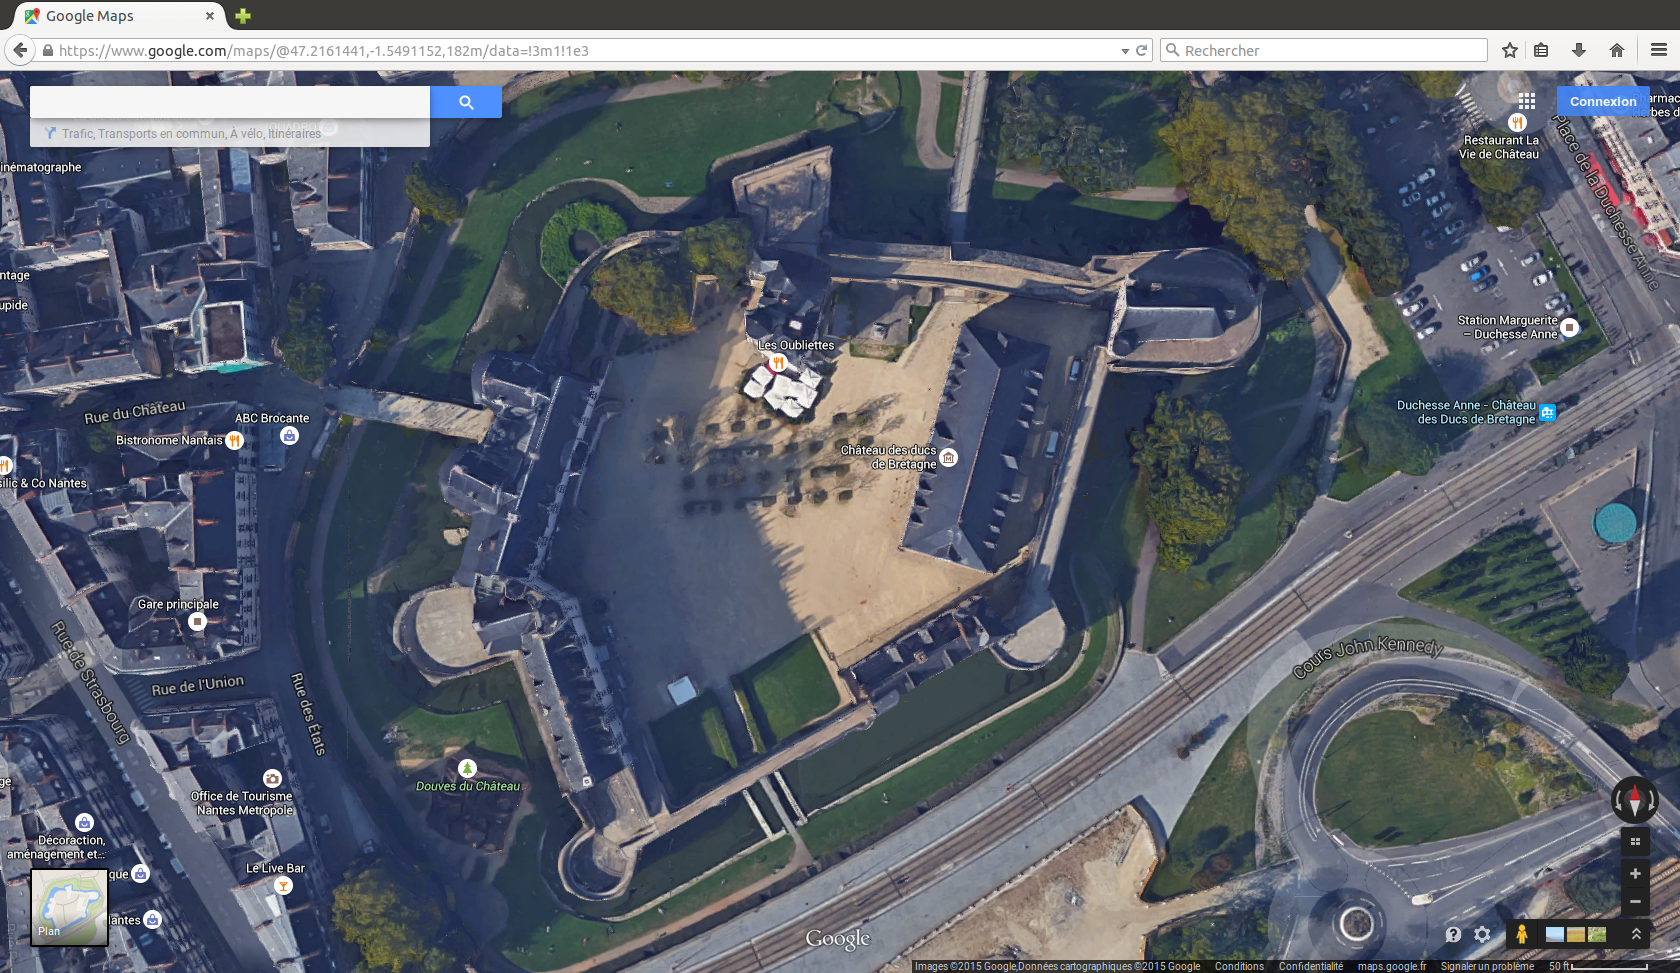 Google Maps
https://www.google.com/maps/@47.2161441,-1.5491152,182m/data=!3m1!1e3
Rechercher
Trafic, Transports en commun, À vélo, Itinéraires
Connexion
inématographe
Restaurant La
Vie de Château
Place de la Duchesse Anne
ntage
upide
Station Marguerite
– Duchesse Anne
Les Oubliettes
Rue du Château
ABC Brocante
Bistronome Nantais
Duchesse Anne - Château
des Ducs de Bretagne
Château des ducs
de Bretagne
silic & Co Nantes
Gare principale
Rue de Strasbourg
Rue de l'Union
Rue des États
Cours John Kennedy
Douves du Château
Office de Tourisme
Nantes Metropole
Décoraction,
aménagement et...
Le Live Bar
que
lantes
Plan
Google
Images ©2015 Google,Données cartographiques ©2015 Google Conditions Confidentialité maps.google.fr Signaler un problème 50 ft